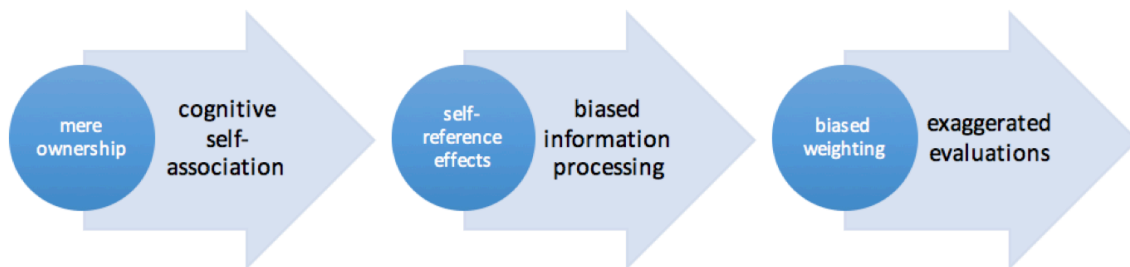 mere
ownership
cognitive
self-
association
self-
reference
effects
biased
information
processing
biased
weighting
exaggerated
evaluations